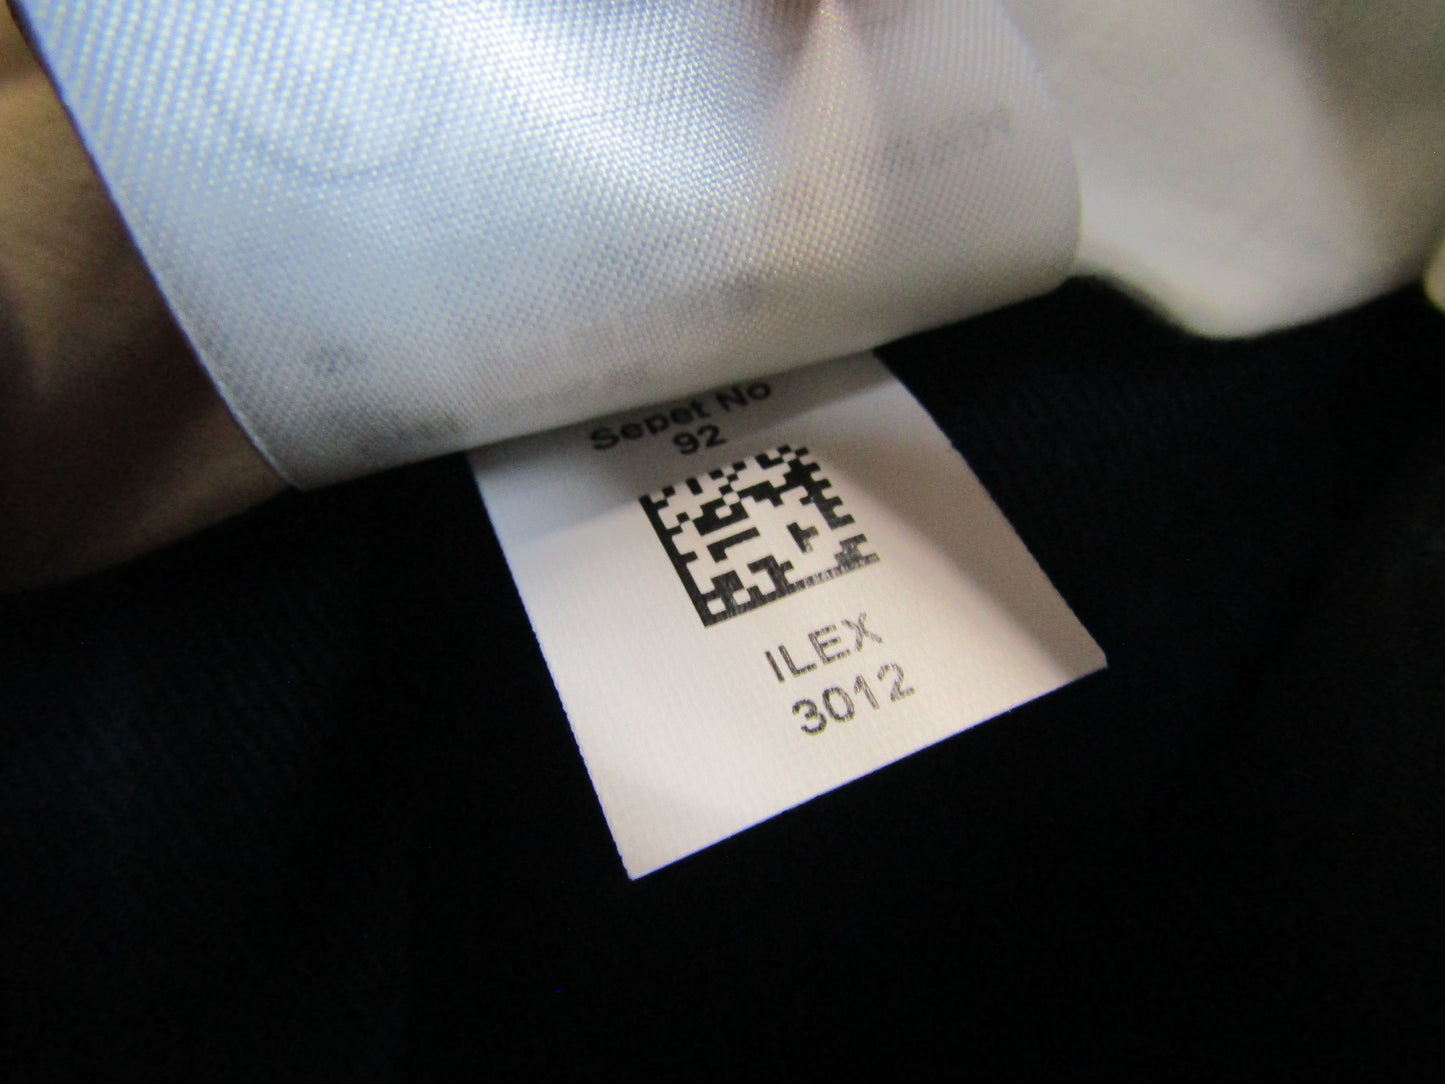 Sepet No
92
ILEX
3012